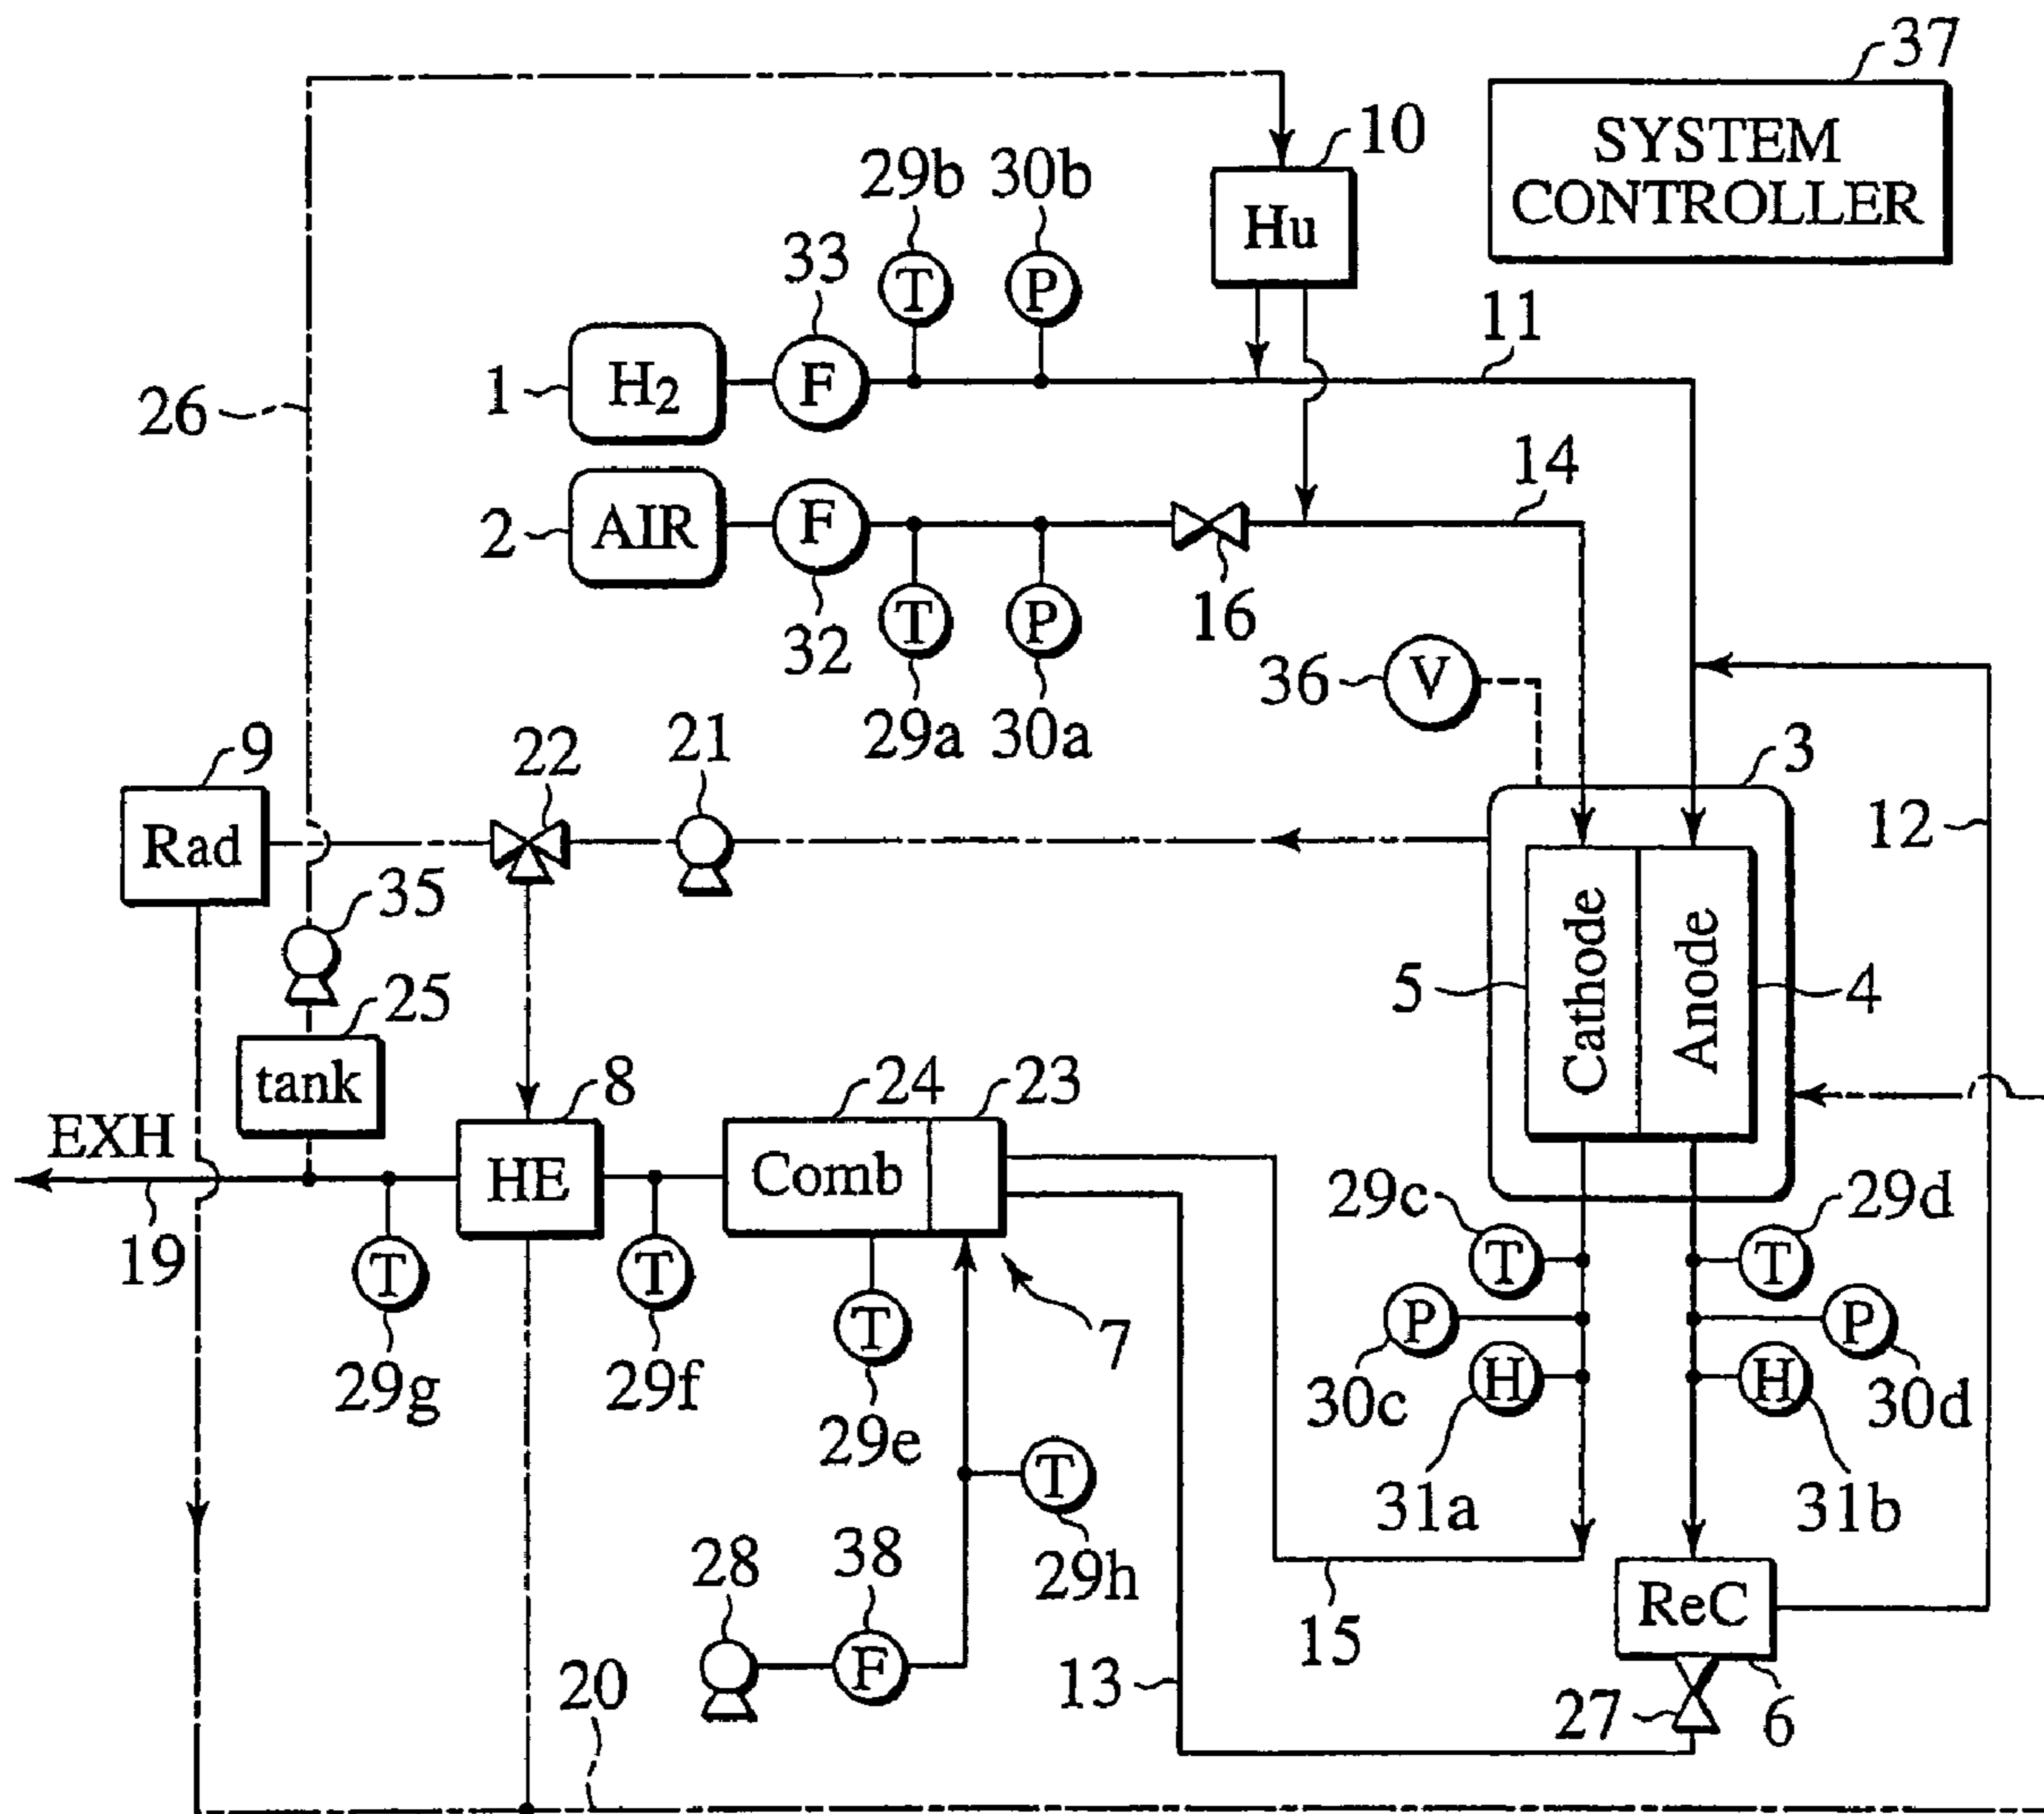 37
SYSTEM
CONTROLLER
10
Hu
29b
30b
33
T
P
11
1
H2
F
26
14
2
AIR
F
16
32
T
P
29a
30a
36
V
9
22
21
3
Rad
12
35
25
5
Cathode
Anode
4
tank
8
24
23
EXH
HE
Comb
19
29c
29d
T
T
T
T
T
7
P
P
29g
29f
29e
30c
H
H
30d
T
31a
31b
28
38
29h
F
15
ReC
20
13
27
6